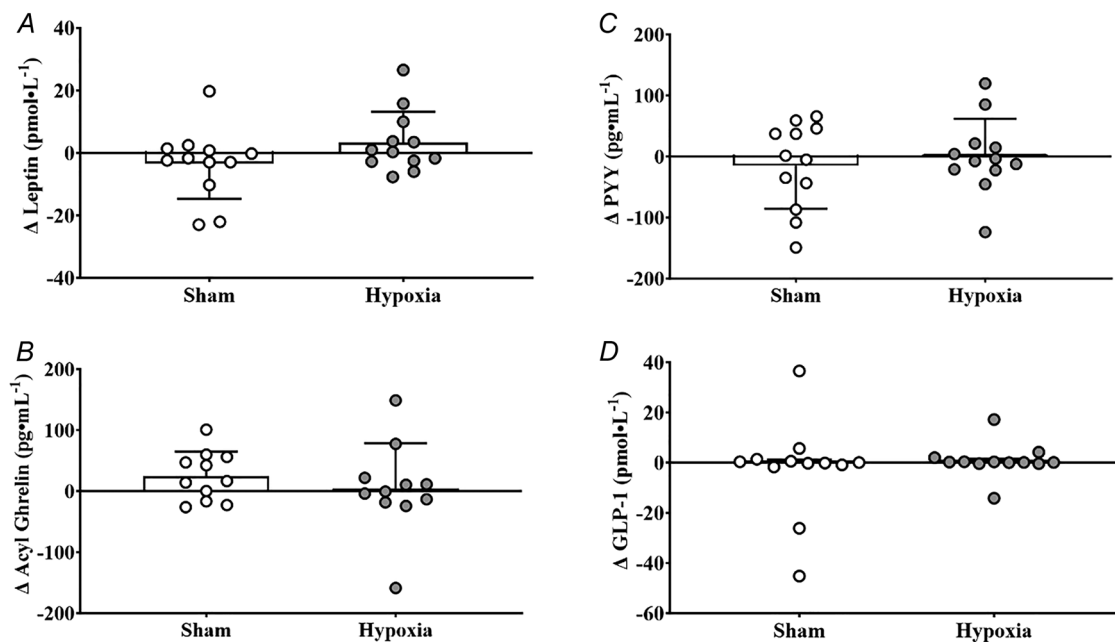 A
Δ Leptin (pmol•L⁻¹)
40
20
0
-20
-40
Sham Hypoxia
B
Δ Acyl Ghrelin (pg•mL⁻¹)
200
100
0
-100
-200
Sham Hypoxia
C
Δ PYY (pg•mL⁻¹)
200
100
0
-100
-200
Sham Hypoxia
D
Δ GLP-1 (pmol•L⁻¹)
40
20
0
-20
-40
-60
Sham Hypoxia